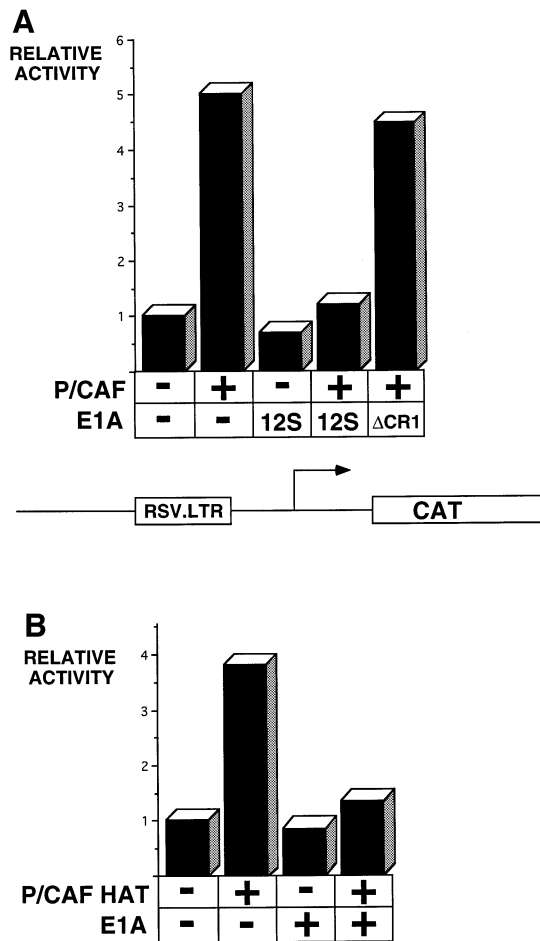 A
RELATIVE
ACTIVITY
6
5
4
3
2
1
P/CAF - + - + +
E1A - - 12S 12S ΔCR1
RSV.LTR CAT
B
RELATIVE
ACTIVITY
4
3
2
1
P/CAF HAT - + - +
E1A - - + +